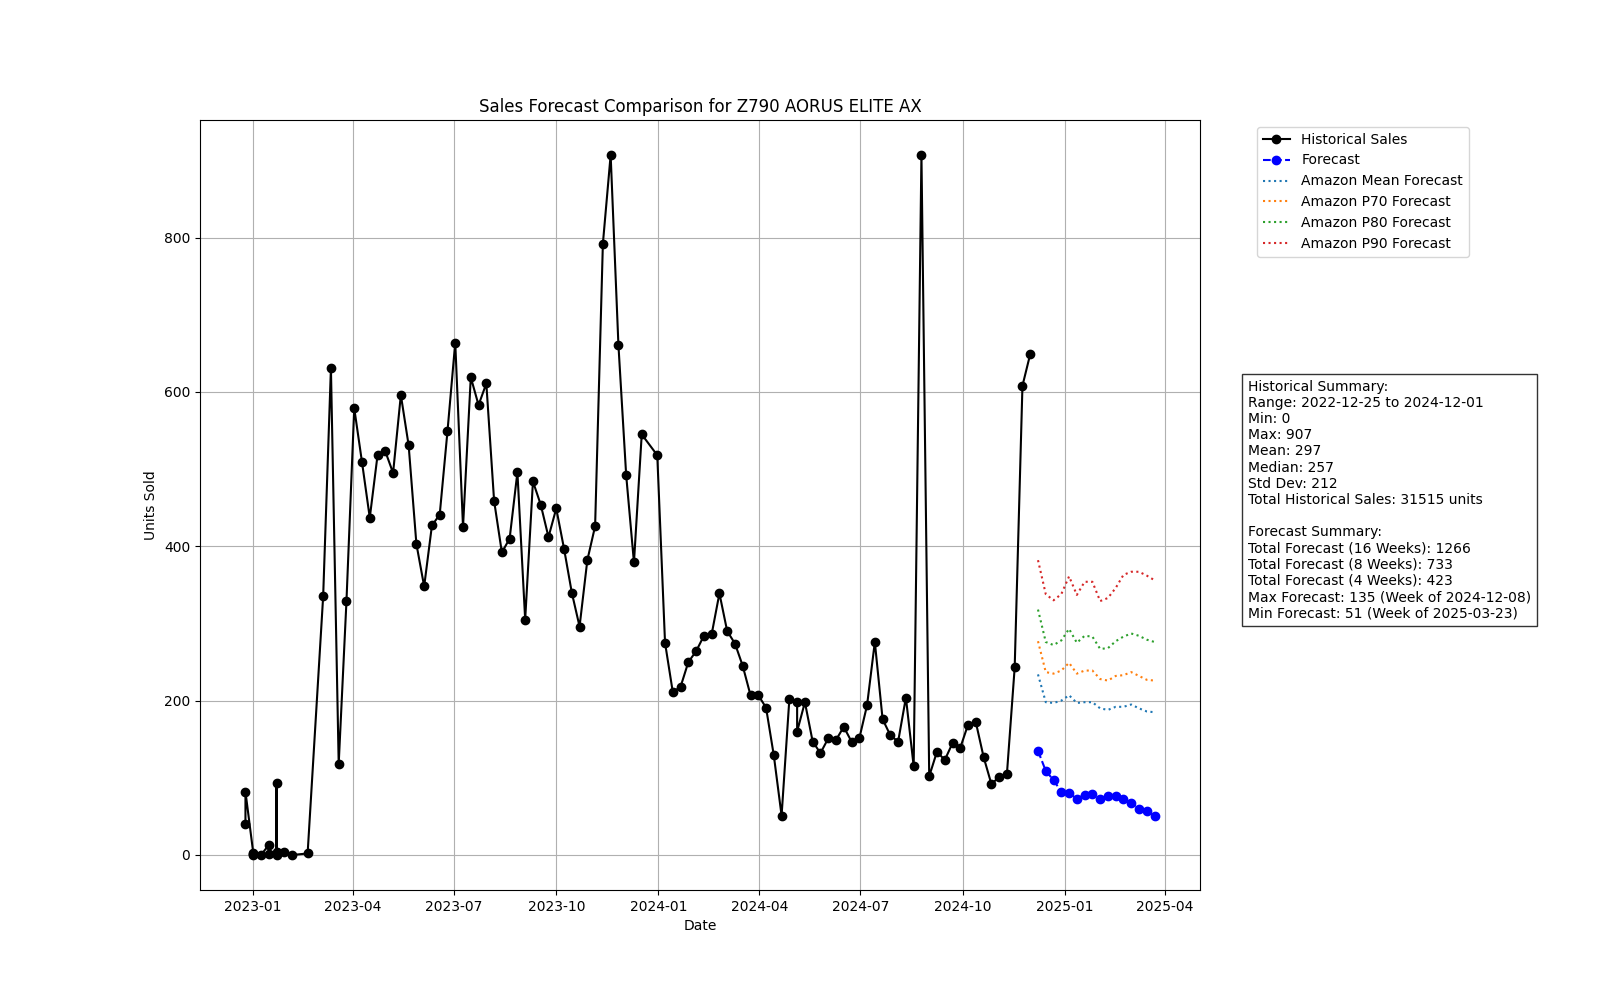 Sales Forecast Comparison for Z790 AORUS ELITE AX
Historical Sales
Forecast
Amazon Mean Forecast
Amazon P70 Forecast
Amazon P80 Forecast
Amazon P90 Forecast
Units Sold
800
600
400
200
0
2023-01 2023-04 2023-07 2023-10 2024-01 2024-04 2024-07 2024-10 2025-01 2025-04
Date
Historical Summary:
Range: 2022-12-25 to 2024-12-01
Min: 0
Max: 907
Mean: 297
Median: 257
Std Dev: 212
Total Historical Sales: 31515 units
Forecast Summary:
Total Forecast (16 Weeks): 1266
Total Forecast (8 Weeks): 733
Total Forecast (4 Weeks): 423
Max Forecast: 135 (Week of 2024-12-08)
Min Forecast: 51 (Week of 2025-03-23)